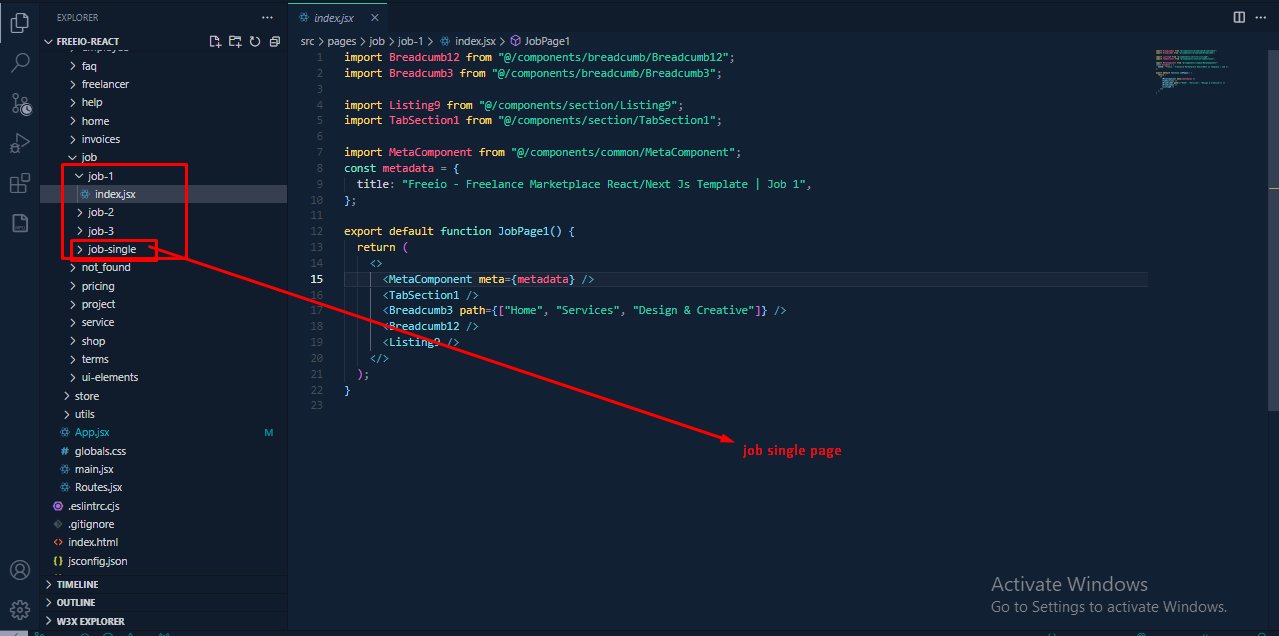 EXPLORER
index.jsx
FREEIO-REACT
faq
freelancer
help
home
invoices
job
job-1
index.jsx
job-2
job-3
job-single
not_found
pricing
project
service
shop
terms
ui-elements
store
utils
App.jsx M
globals.css
main.jsx
Routes.jsx
.eslintrc.cjs
.gitignore
index.html
jsconfig.json
TIMELINE
OUTLINE
W3X EXPLORER
src > pages > job > job-1 > index.jsx > JobPage1
1 import Breadcumb12 from "@/components/breadcumb/Breadcumb12";
2 import Breadcumb3 from "@/components/breadcumb/Breadcumb3";
3
4 import Listing9 from "@/components/section/Listing9";
5 import TabSection1 from "@/components/section/TabSection1";
6
7 import MetaComponent from "@/components/common/MetaComponent";
8 const metadata = {
9 title: "Freeio - Freelance Marketplace React/Next Js Template | Job 1",
10 };
11
12 export default function JobPage1() {
13 return (
14 <>
15 <MetaComponent meta={metadata} />
16 <TabSection1 />
17 <Breadcumb3 path={["Home", "Services", "Design & Creative"]} />
18 <Breadcumb12 />
19 <Listing9 />
20 </>
21 );
22 }
23
job single page
Activate Windows
Go to Settings to activate Windows.